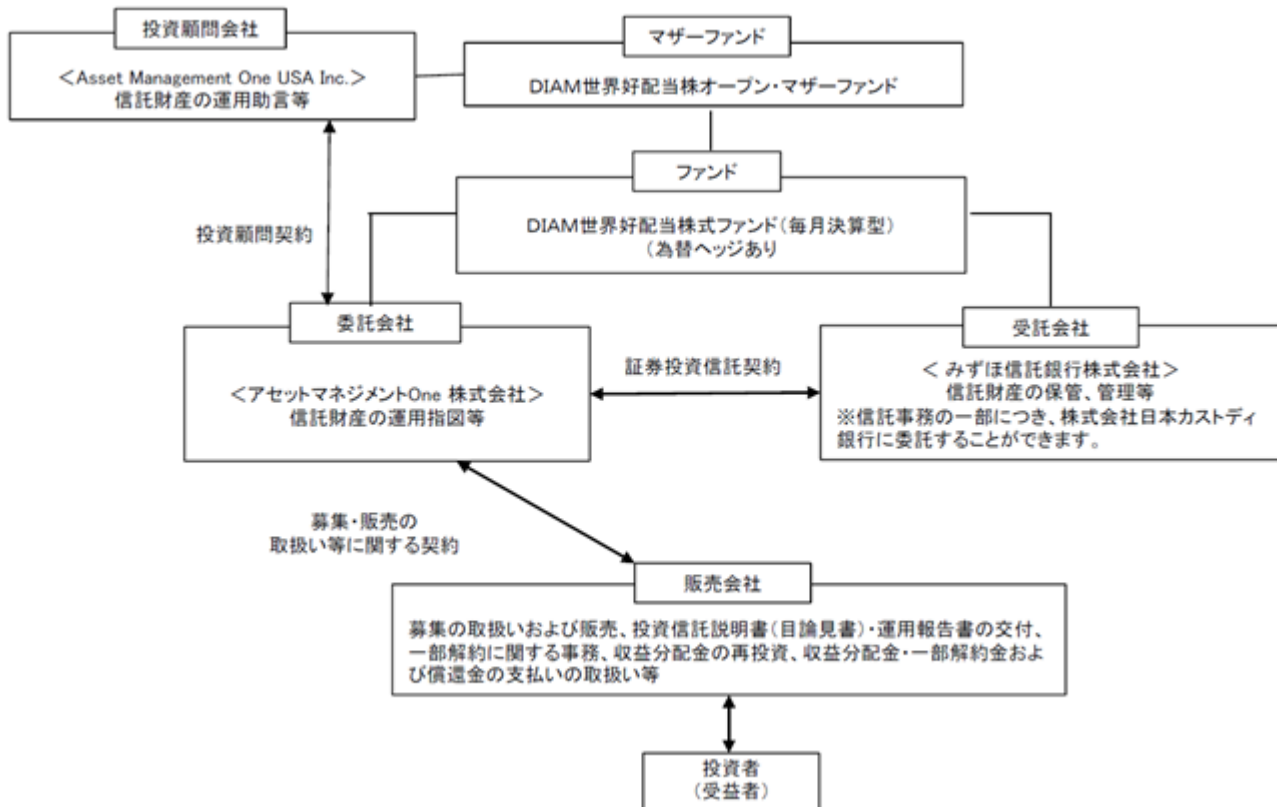 投資顧問会社
＜Asset Management One USA Inc.＞
信託財産の運用助言等
マザーファンド
DIAM世界好配当株オープン・マザーファンド
ファンド
DIAM世界好配当株式ファンド（毎月決算型）
（為替ヘッジあり
投資顧問契約
委託会社
＜アセットマネジメントOne 株式会社＞
信託財産の運用指図等
証券投資信託契約
受託会社
＜ みずほ信託銀行株式会社＞
信託財産の保管、管理等
※信託事務の一部につき、株式会社日本カストディ
銀行に委託することができます。
募集・販売の
取扱い等に関する契約
販売会社
募集の取扱いおよび販売、投資信託説明書（目論見書）・運用報告書の交付、
一部解約に関する事務、収益分配金の再投資、収益分配金・一部解約金およ
び償還金の支払いの取扱い等
投資者
（受益者）